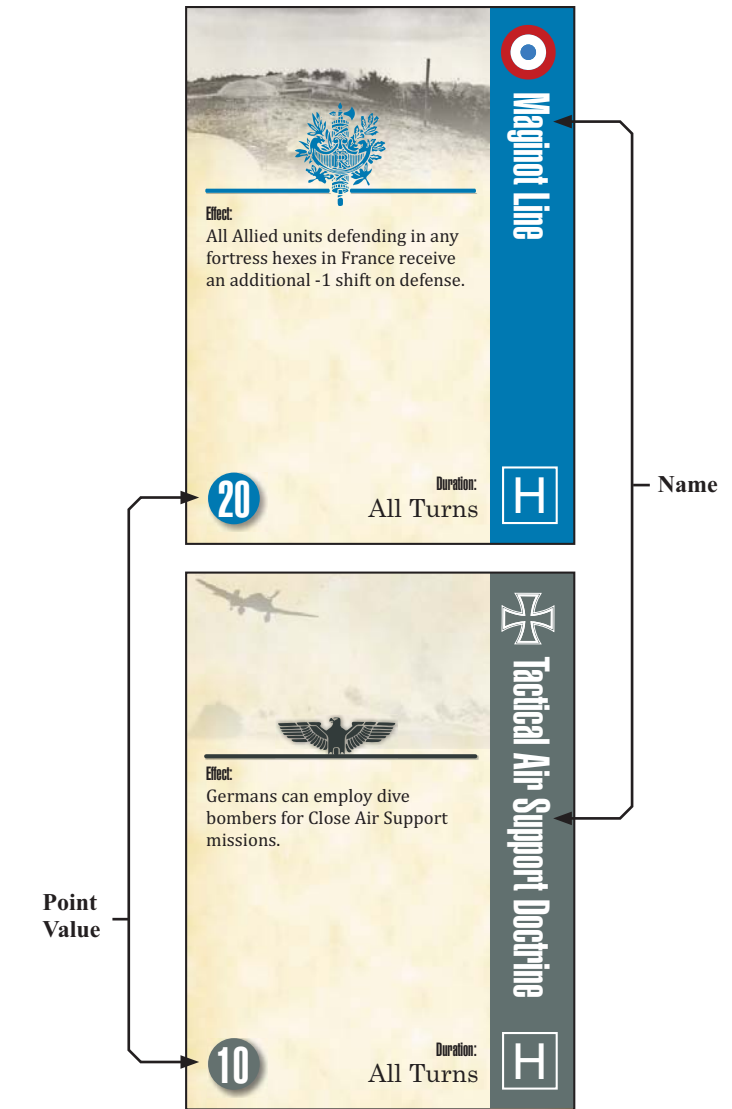 Maginot Line
Effect:
All Allied units defending in any
fortress hexes in France receive
an additional -1 shift on defense.
20
Duration:
All Turns
H
Name
Tactical Air Support Doctrine
Effect:
Germans can employ dive
bombers for Close Air Support
missions.
Point
Value
10
Duration:
All Turns
H